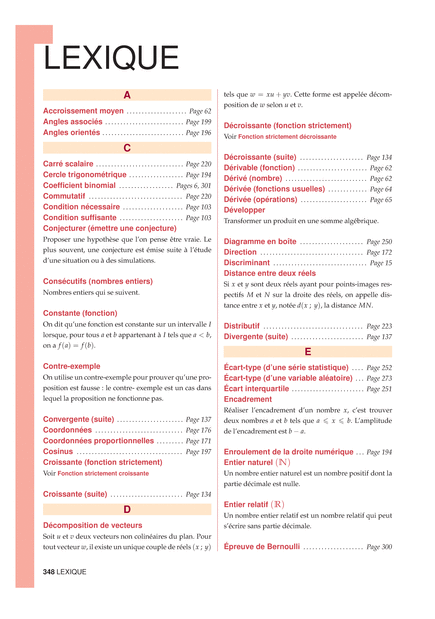 LEXIQUE
A
Accroissement moyen .................... Page 62
Angles associés .......................... Page 199
Angles orientés ........................... Page 196
C
Carré scalaire ............................. Page 220
Cercle trigonométrique .................. Page 194
Coefficient binomial .................. Pages 6, 301
Commutatif ............................... Page 220
Condition nécessaire .................... Page 103
Condition suffisante ..................... Page 103
Conjecturer (émettre une conjecture)
Proposer une hypothèse que l'on pense être vraie. Le
plus souvent, une conjecture est émise suite à l'étude
d'une situation ou à des simulations.
Consécutifs (nombres entiers)
Nombres entiers qui se suivent.
Constante (fonction)
On dit qu'une fonction est constante sur un intervalle I
lorsque, pour tous a et b appartenant à I tels que a < b,
on a f(a) = f(b).
Contre-exemple
On utilise un contre-exemple pour prouver qu'une pro-
position est fausse : le contre- exemple est un cas dans
lequel la proposition ne fonctionne pas.
Convergente (suite) ...................... Page 137
Coordonnées ............................. Page 176
Coordonnées proportionnelles ......... Page 171
Cosinus ................................... Page 197
Croissante (fonction strictement)
Voir Fonction strictement croissante
Croissante (suite) ........................ Page 134
D
Décomposition de vecteurs
Soit u et v deux vecteurs non colinéaires du plan. Pour
tout vecteur w, il existe un unique couple de réels (x ; y)
tels que w = xu + yv. Cette forme est appelée décom-
position de w selon u et v.
Décroissante (fonction strictement)
Voir Fonction strictement décroissante
Décroissante (suite) ..................... Page 134
Dérivable (fonction) ....................... Page 62
Dérivé (nombre) ........................... Page 62
Dérivée (fonctions usuelles) ............. Page 64
Dérivée (opérations) ...................... Page 65
Développer
Transformer un produit en une somme algébrique.
Diagramme en boîte ..................... Page 250
Direction .................................. Page 172
Discriminant ............................... Page 15
Distance entre deux réels
Si x et y sont deux réels ayant pour points-images res-
pectifs M et N sur la droite des réels, on appelle dis-
tance entre x et y, notée d(x ; y), la distance MN.
Distributif ................................. Page 223
Divergente (suite) ........................ Page 137
E
Écart-type (d'une série statistique) .... Page 252
Écart-type (d'une variable aléatoire) ... Page 273
Écart interquartile ........................ Page 251
Encadrement
Réaliser l'encadrement d'un nombre x, c'est trouver
deux nombres a et b tels que a ⩽ x ⩽ b. L'amplitude
de l'encadrement est b − a.
Enroulement de la droite numérique ... Page 194
Entier naturel (ℕ)
Un nombre entier naturel est un nombre positif dont la
partie décimale est nulle.
Entier relatif (ℝ)
Un nombre entier relatif est un nombre relatif qui peut
s'écrire sans partie décimale.
Épreuve de Bernoulli .................... Page 300
348 LEXIQUE